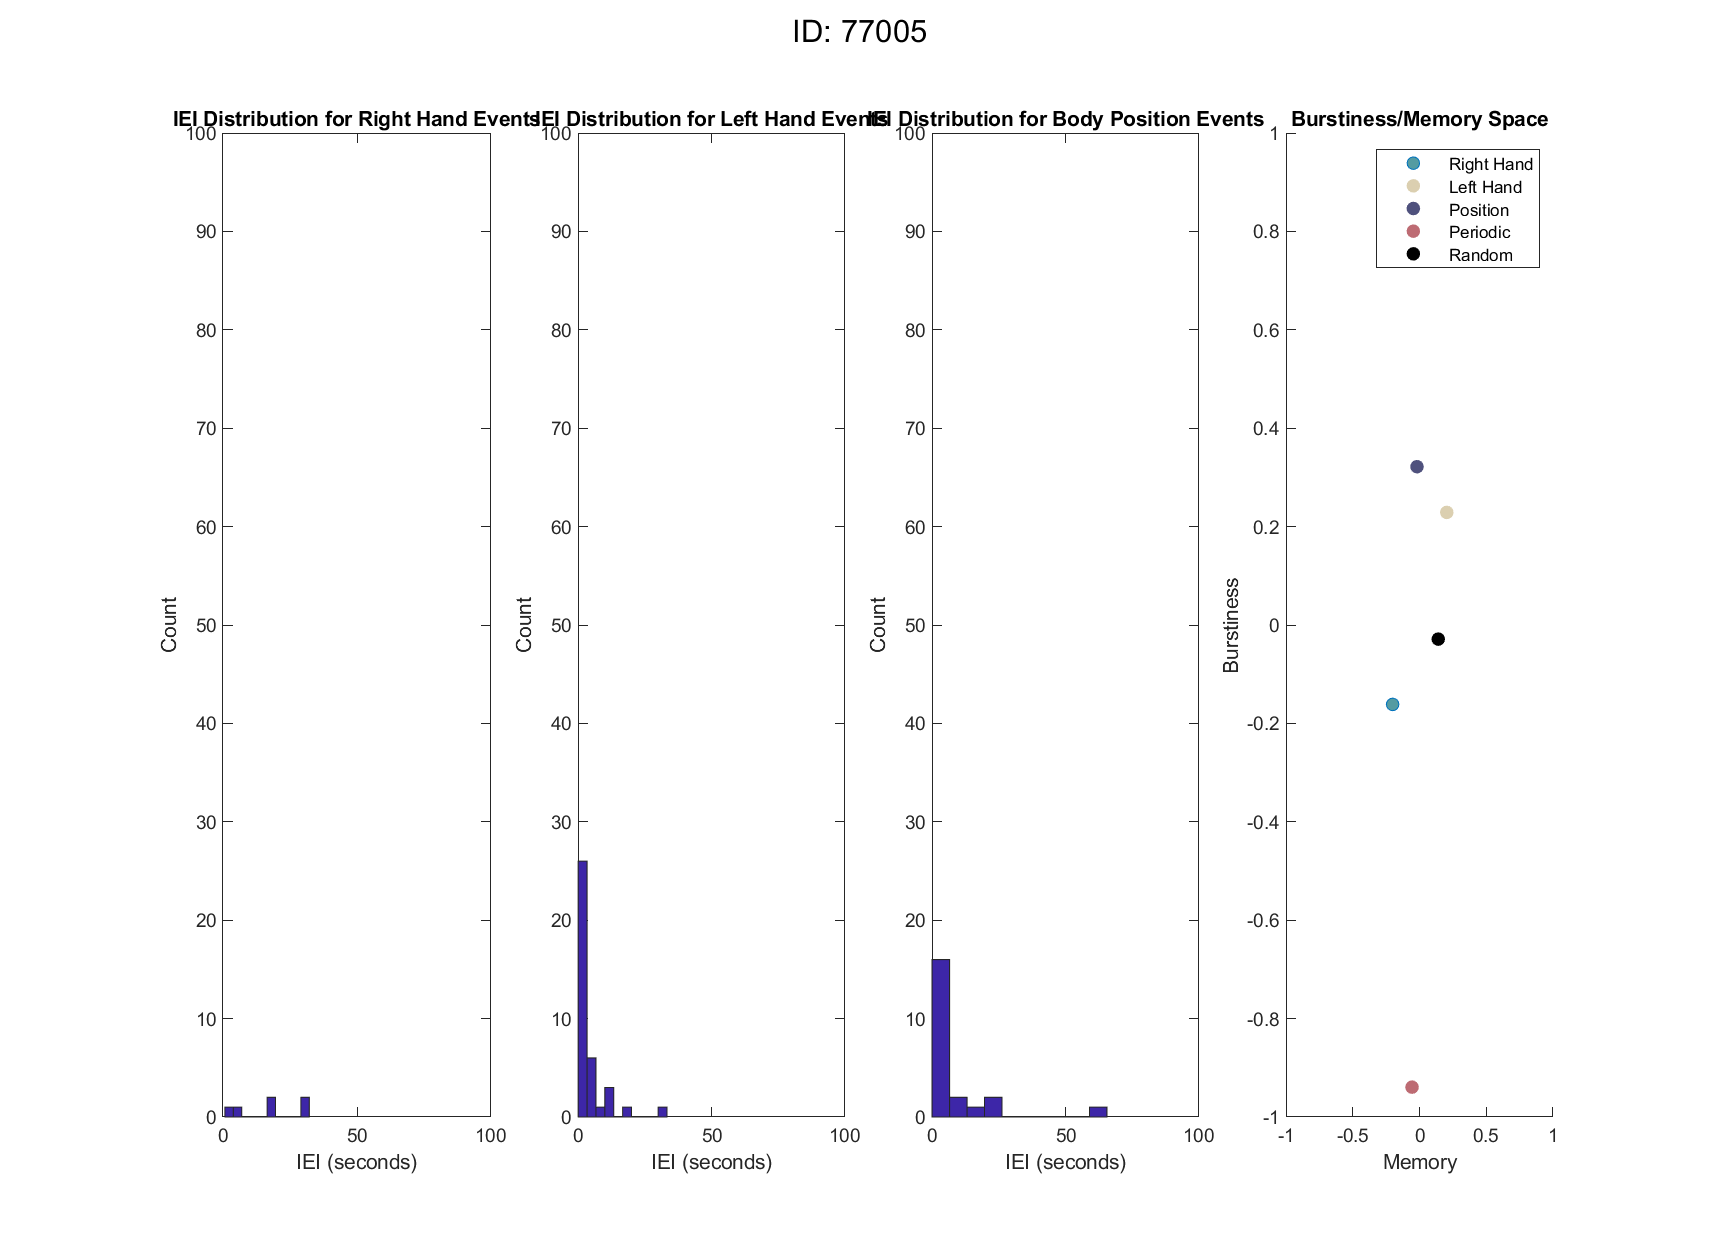 ID: 77005
IEI Distribution for Right Hand Events
100
90
80
70
60
50
40
30
20
10
0
0 50 100
Count
IEI (seconds)
IEI Distribution for Left Hand Events
100
90
80
70
60
50
40
30
20
10
0
0 50 100
Count
IEI (seconds)
IEI Distribution for Body Position Events
100
90
80
70
60
50
40
30
20
10
0
0 50 100
Count
IEI (seconds)
Burstiness/Memory Space
1
0.8
0.6
0.4
0.2
0
-0.2
-0.4
-0.6
-0.8
-1
-1 -0.5 0 0.5 1
Burstiness
Memory
Right Hand
Left Hand
Position
Periodic
Random